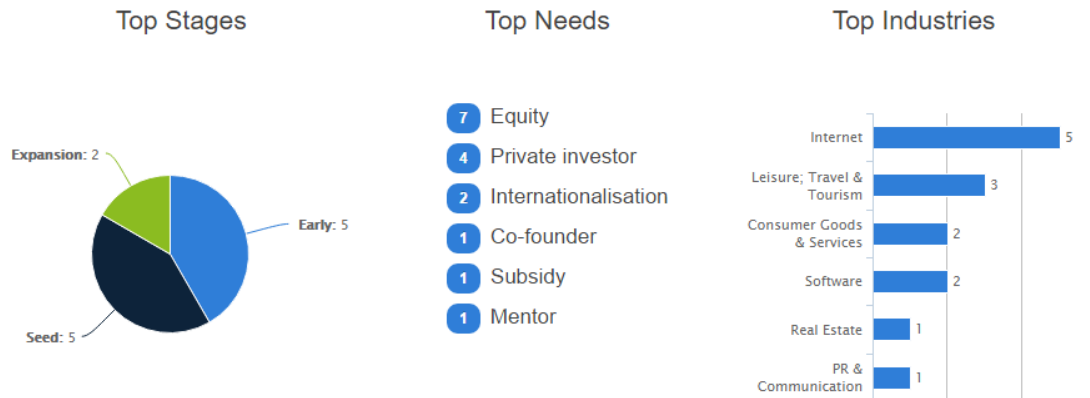 Top Stages
Expansion: 2
Early: 5
Seed: 5
Top Needs
7 Equity
4 Private investor
2 Internationalisation
1 Co-founder
1 Subsidy
1 Mentor
Top Industries
Internet 5
Leisure; Travel &
Tourism 3
Consumer Goods
& Services 2
Software 2
Real Estate 1
PR &
Communication 1